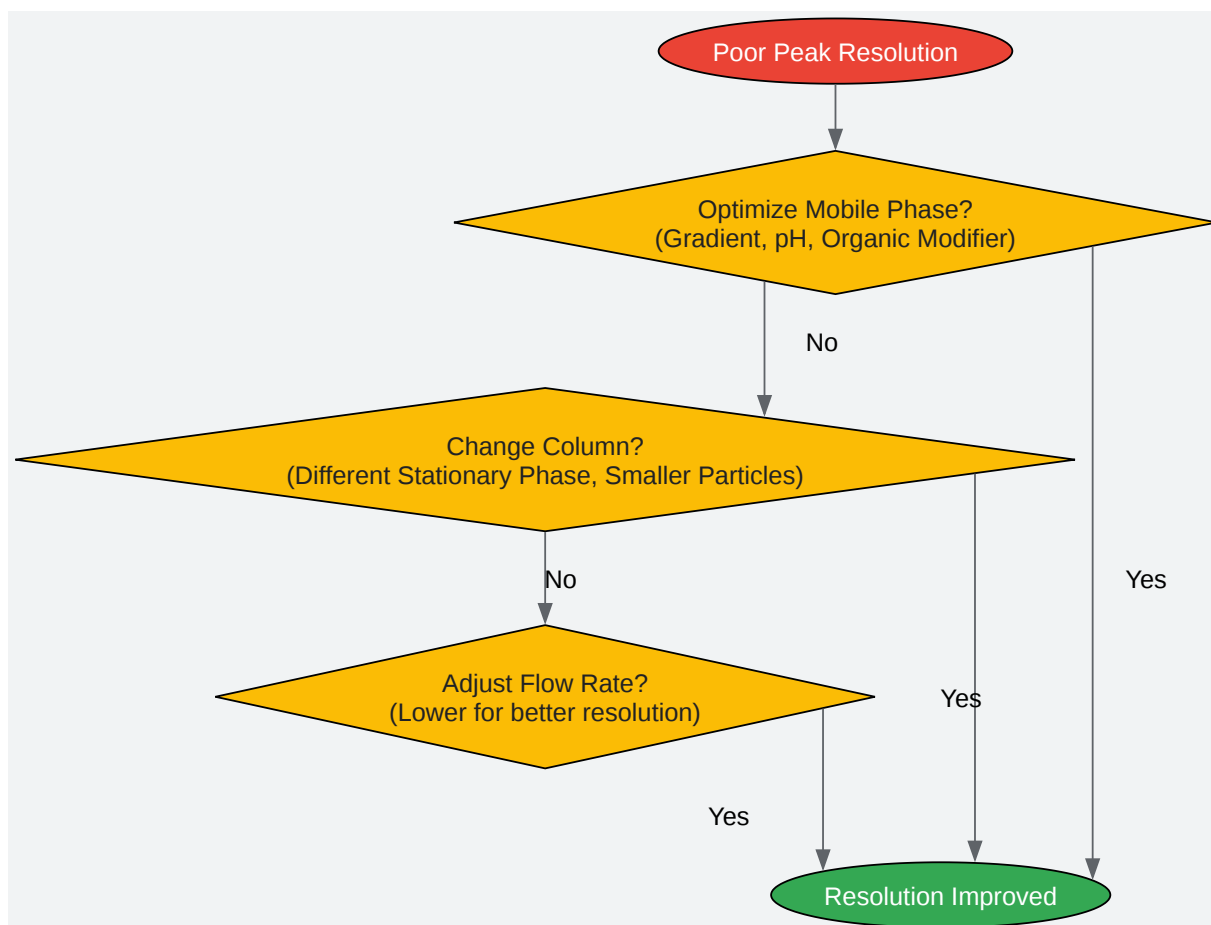 Poor Peak Resolution
Optimize Mobile Phase?
(Gradient, pH, Organic Modifier)
No
Change Column?
(Different Stationary Phase, Smaller Particles)
No
Yes
Adjust Flow Rate?
(Lower for better resolution)
Yes
Yes
Resolution Improved